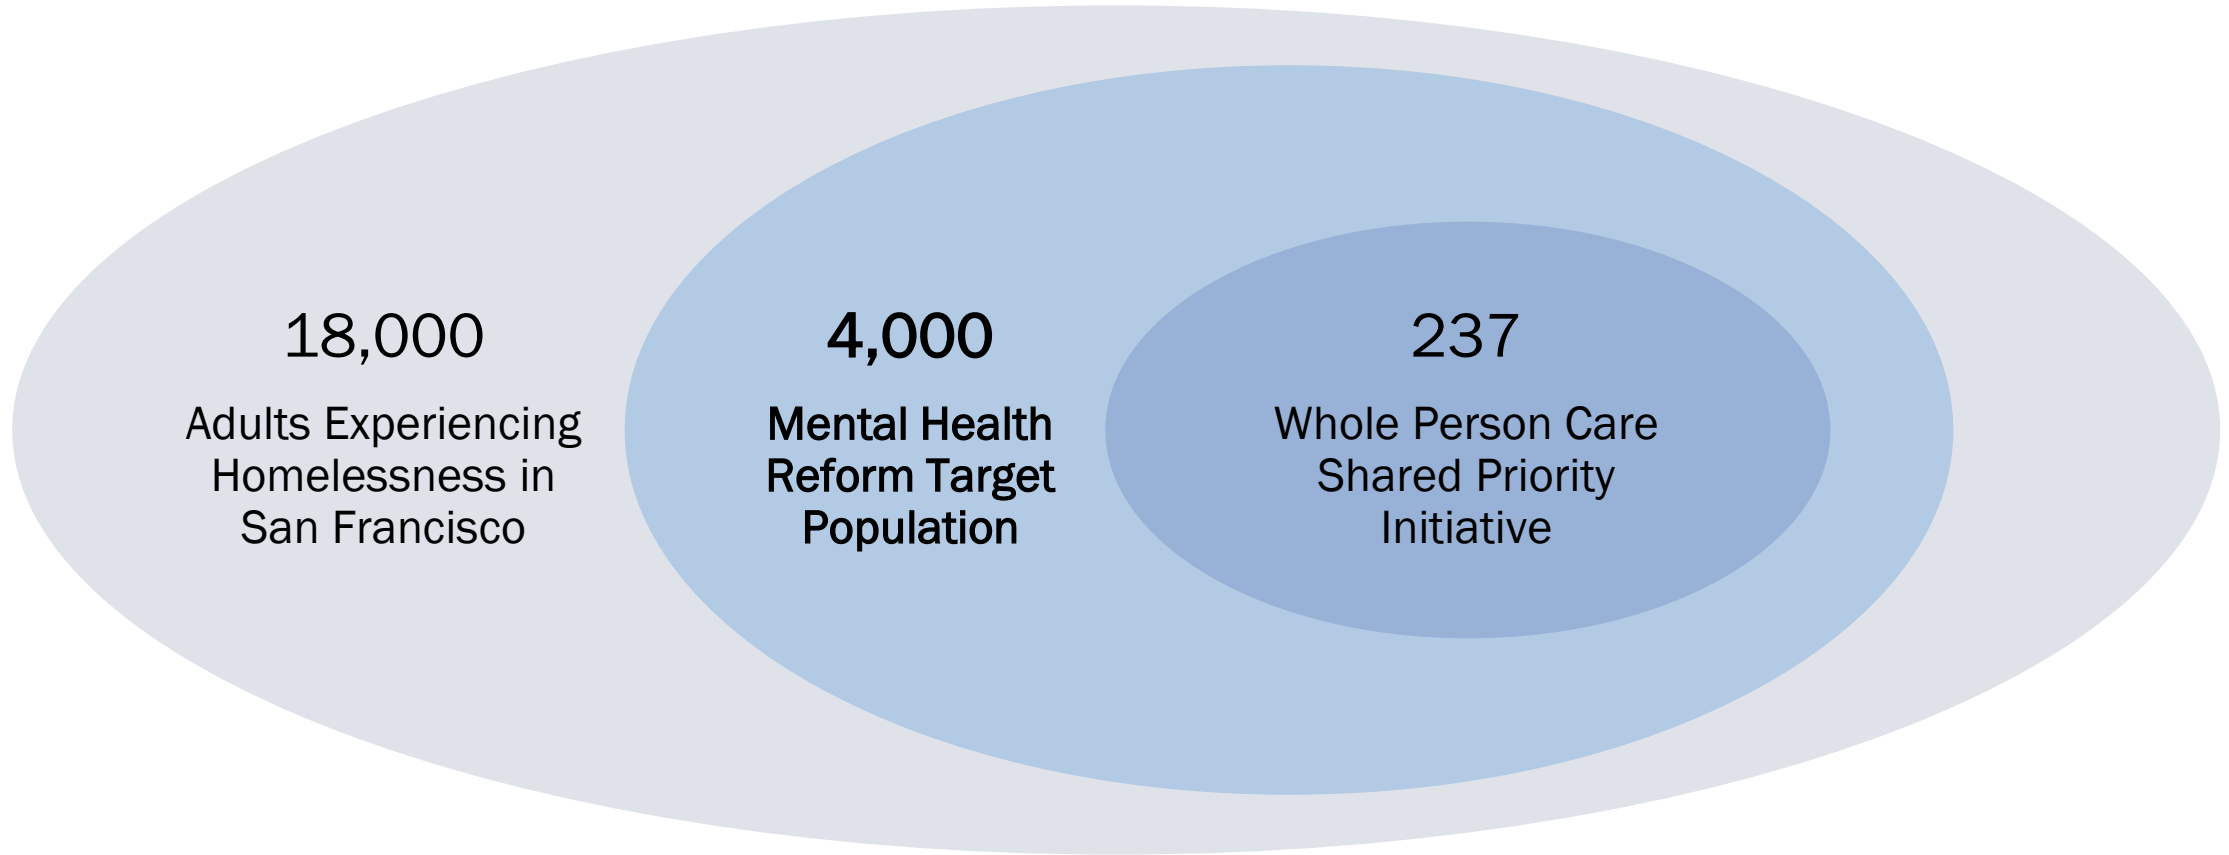 18,000
Adults Experiencing
Homelessness in
San Francisco
4,000
Mental Health
Reform Target
Population
237
Whole Person Care
Shared Priority
Initiative